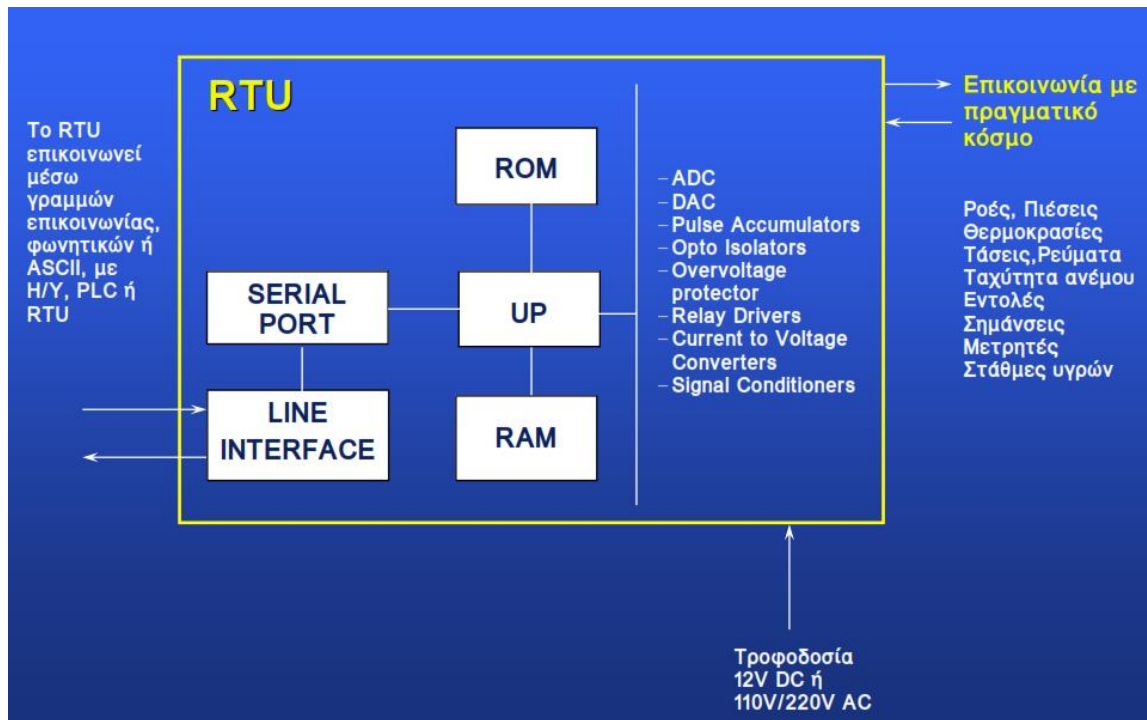 RTU
Το RTU
επικοινωνεί
μέσω
γραμμών
επικοινωνίας,
φωνητικών ή
ASCII, με
Η/Υ, PLC ή
RTU
ROM
SERIAL
PORT
UP
LINE
INTERFACE
RAM
– ADC
– DAC
– Pulse Accumulators
– Opto Isolators
– Overvoltage
protector
– Relay Drivers
– Current to Voltage
Converters
– Signal Conditioners
Επικοινωνία με
πραγματικό
κόσμο
Ροές, Πιέσεις
Θερμοκρασίες
Τάσεις,Ρεύματα
Ταχύτητα ανέμου
Εντολές
Σημάνσεις
Μετρητές
Στάθμες υγρών
Τροφοδοσία
12V DC ή
110V/220V AC